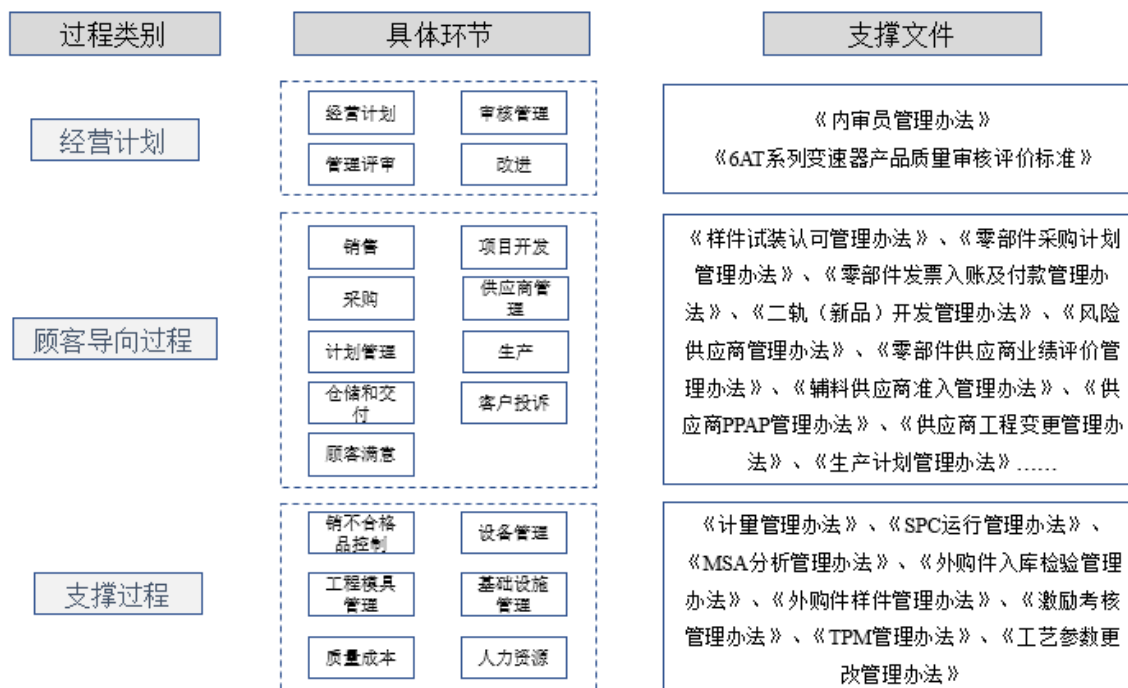 过程类别
具体环节
支撑文件
经营计划
经营计划
审核管理
管理评审
改进
《内审员管理办法》
《6AT系列变速器产品质量审核评价标准》
顾客导向过程
销售
项目开发
采购
供应商管
理
计划管理
生产
仓储和交
付
客户投诉
顾客满意
《样件试装认可管理办法》、《零部件采购计划
管理办法》、《零部件发票入账及付款管理办
法》、《二轨（新品）开发管理办法》、《风险
供应商管理办法》、《零部件供应商业绩评价管
理办法》、《辅料供应商准入管理办法》、《供
应商PPAP管理办法》、《供应商工程变更管理办
法》、《生产计划管理办法》……
支撑过程
销不合格
品控制
设备管理
工程模具
管理
基础设施
管理
质量成本
人力资源
《计量管理办法》、《SPC运行管理办法》、
《MSA分析管理办法》、《外购件入库检验管理
办法》、《外购件样件管理办法》、《激励考核
管理办法》、《TPM管理办法》、《工艺参数更
改管理办法》